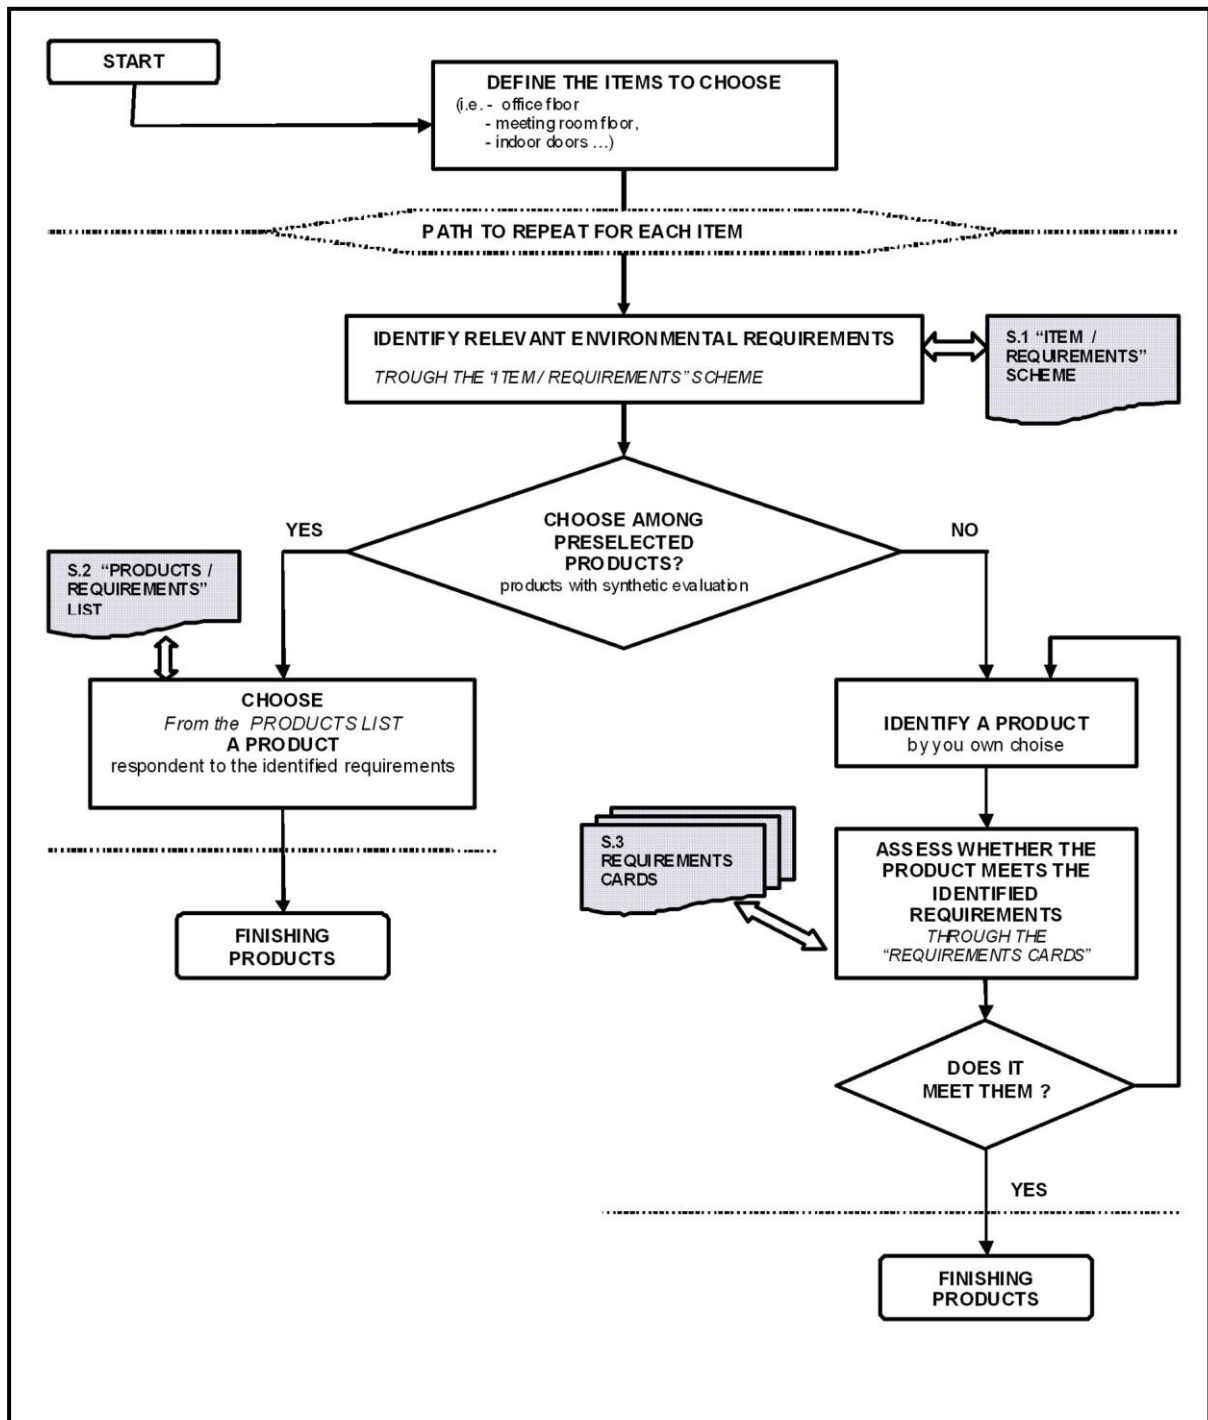 START
DEFINE THE ITEMS TO CHOOSE
(i.e. - office floor
- meeting room floor,
- indoor doors ...)
PATH TO REPEAT FOR EACH ITEM
IDENTIFY RELEVANT ENVIRONMENTAL REQUIREMENTS
TROUGH THE "ITEM / REQUIREMENTS" SCHEME
S.1 "ITEM /
REQUIREMENTS"
SCHEME
CHOOSE AMONG
PRESELECTED
PRODUCTS?
products with synthetic evaluation
YES
NO
S.2 "PRODUCTS /
REQUIREMENTS"
LIST
CHOOSE
From the PRODUCTS LIST
A PRODUCT
respondent to the identified requirements
FINISHING
PRODUCTS
IDENTIFY A PRODUCT
by you own choise
S.3
REQUIREMENTS
CARDS
ASSESS WHETHER THE
PRODUCT MEETS THE
IDENTIFIED
REQUIREMENTS
THROUGH THE
"REQUIREMENTS CARDS"
DOES IT
MEET THEM ?
YES
FINISHING
PRODUCTS